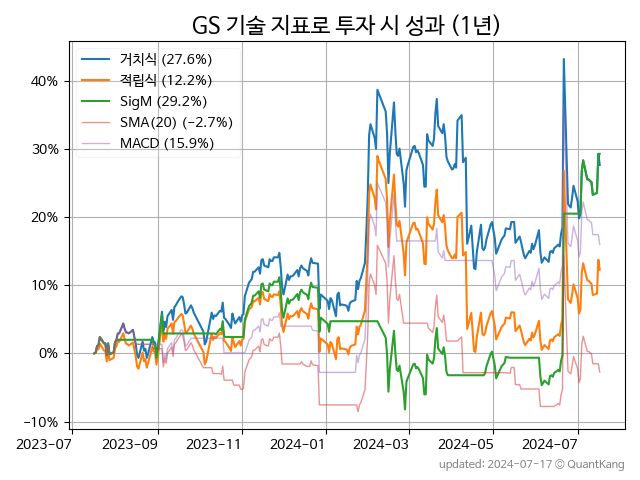 GS 기술 지표로 투자 시 성과 (1년)
거치식 (27.6%)
적립식 (12.2%)
SigM (29.2%)
SMA(20) (−2.7%)
MACD (15.9%)
40%
30%
20%
10%
0%
−10%
2023-07 2023-09 2023-11 2024-01 2024-03 2024-05 2024-07
updated: 2024-07-17 © QuantKang